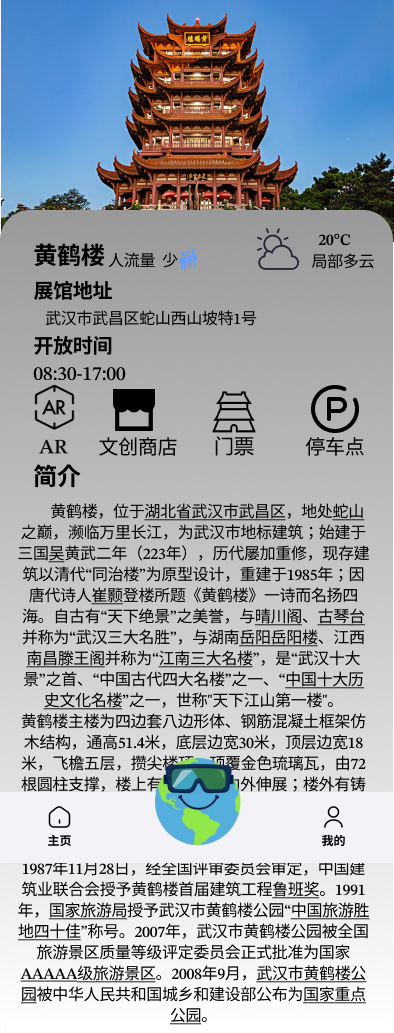 黄鹤楼
黄鹤楼 人流量 少
20°C
局部多云
展馆地址
武汉市武昌区蛇山西山坡特1号
开放时间
08:30-17:00
AR
AR 文创商店 门票 停车点
简介
黄鹤楼，位于湖北省武汉市武昌区，地处蛇山
之巅，濒临万里长江，为武汉市地标建筑；始建于
三国吴黄武二年（223年），历代屡加重修，现存建
筑以清代“同治楼”为原型设计，重建于1985年；因
唐代诗人崔颢登楼所题《黄鹤楼》一诗而名扬四
海。自古有“天下绝景”之美誉，与晴川阁、古琴台
并称为“武汉三大名胜”，与湖南岳阳岳阳楼、江西
南昌滕王阁并称为“江南三大名楼”，是“武汉十大
景”之首、“中国古代四大名楼”之一、“中国十大历
史文化名楼”之一，世称”天下江山第一楼“。
黄鹤楼主楼为四边套八边形体、钢筋混凝土框架仿
木结构，通高51.4米，底层边宽30米，顶层边宽18
米，飞檐五层，攒尖楼顶，顶覆金色琉璃瓦，由72
根圆柱支撑，楼上有 外伸展；楼外有铸
主页 我的
1987年11月28日，经全国评审委员会审定，中国建
筑业联合会授予黄鹤楼首届建筑工程鲁班奖。1991
年，国家旅游局授予武汉市黄鹤楼公园“中国旅游胜
地四十佳”称号。2007年，武汉市黄鹤楼公园被全国
旅游景区质量等级评定委员会正式批准为国家
AAAAA级旅游景区。2008年9月，武汉市黄鹤楼公
园被中华人民共和国城乡和建设部公布为国家重点
公园。